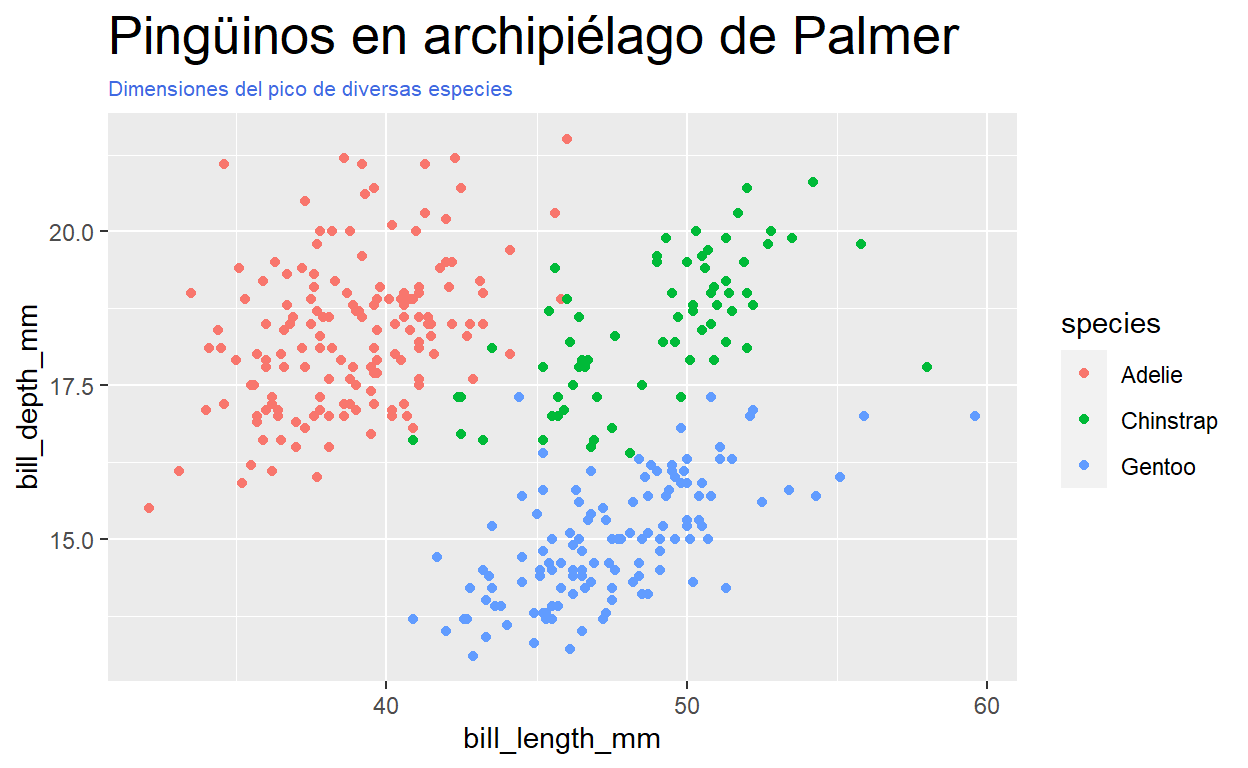 Pingüinos en archipiélago de Palmer
Dimensiones del pico de diversas especies
20.0
17.5
15.0
bill_depth_mm
40 50 60
bill_length_mm
species
Adelie
Chinstrap
Gentoo